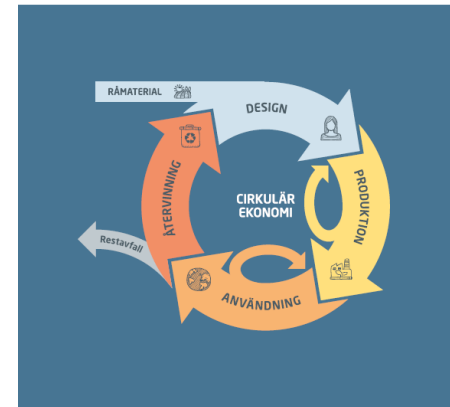 RÅMATERIAL
DESIGN
PRODUKTION
CIRKULÄR
EKONOMI
ÅTERVINNING
Restavfall
ANVÄNDNING